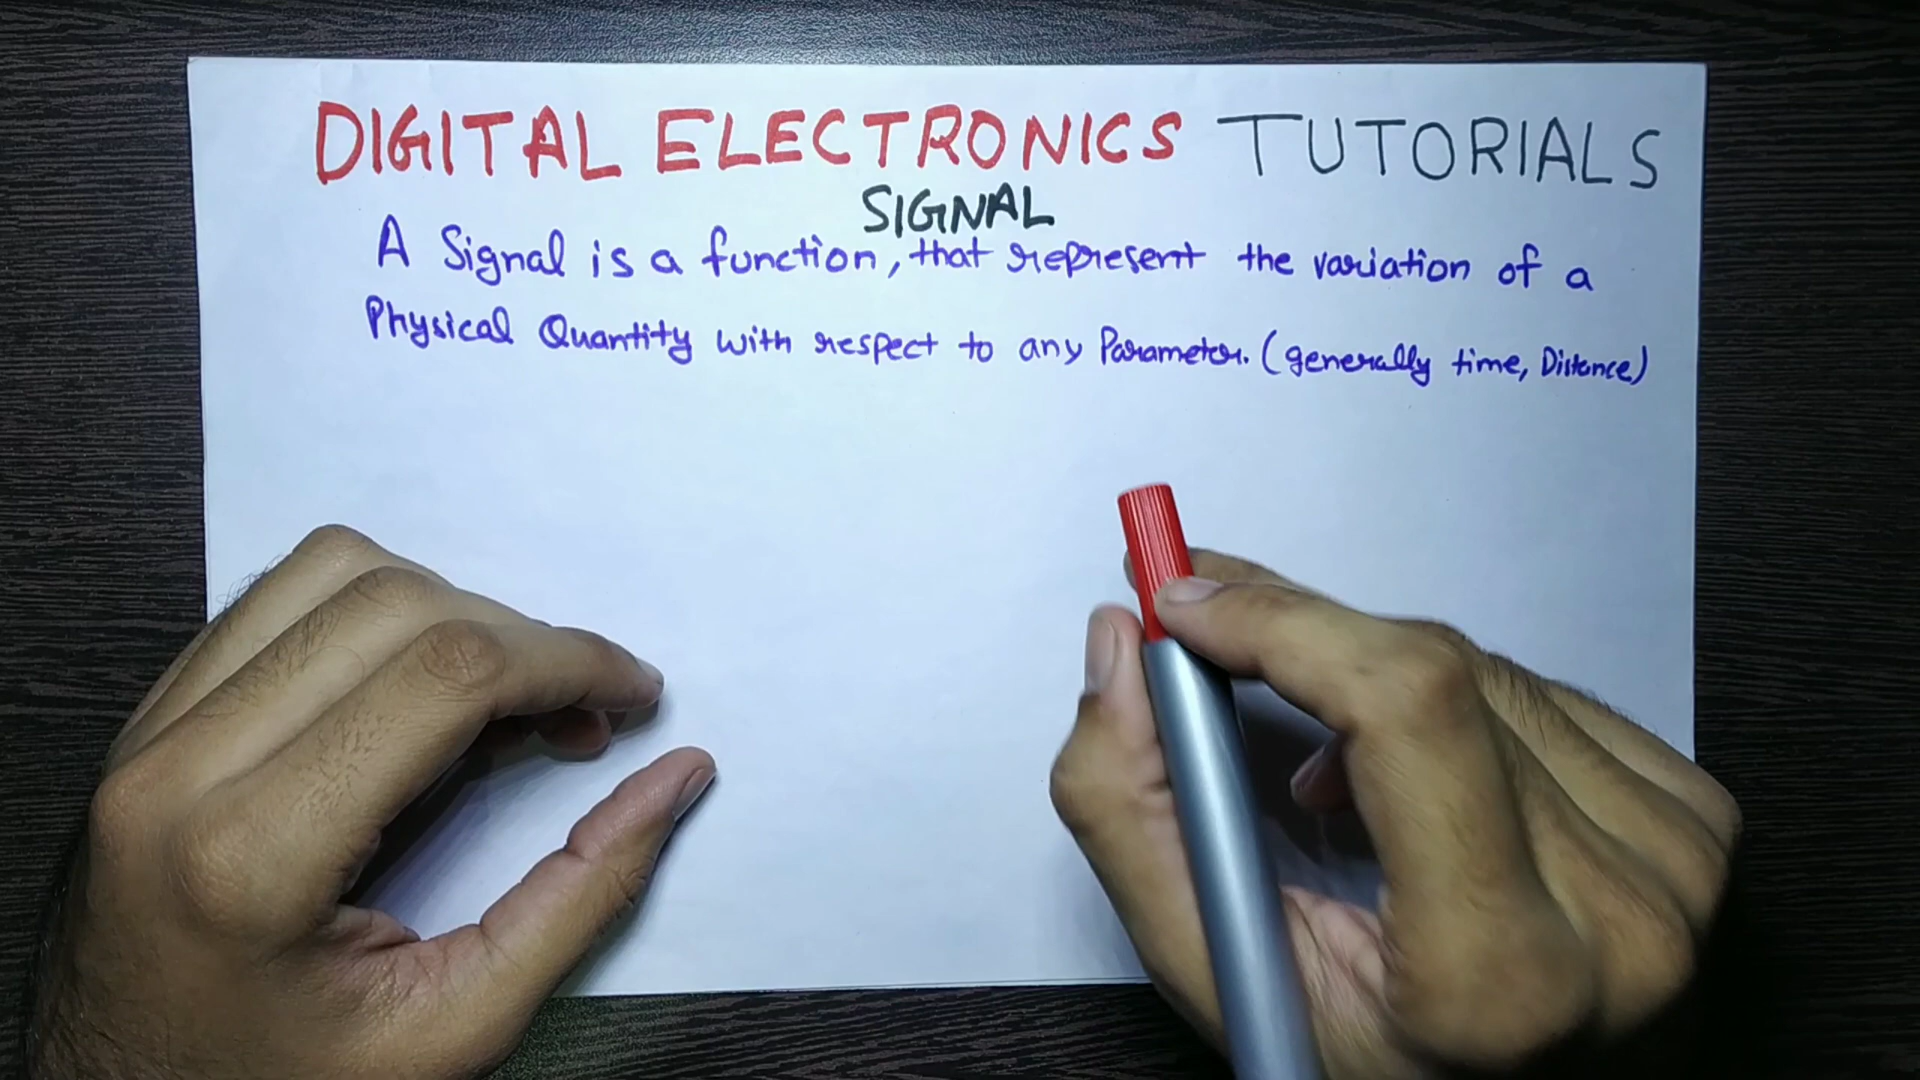 DIGITAL ELECTRONICS TUTORIALS
SIGNAL
A Signal is a function, that represent the variation of a
Physical Quantity with respect to any Parameter. (generally time, Distance)